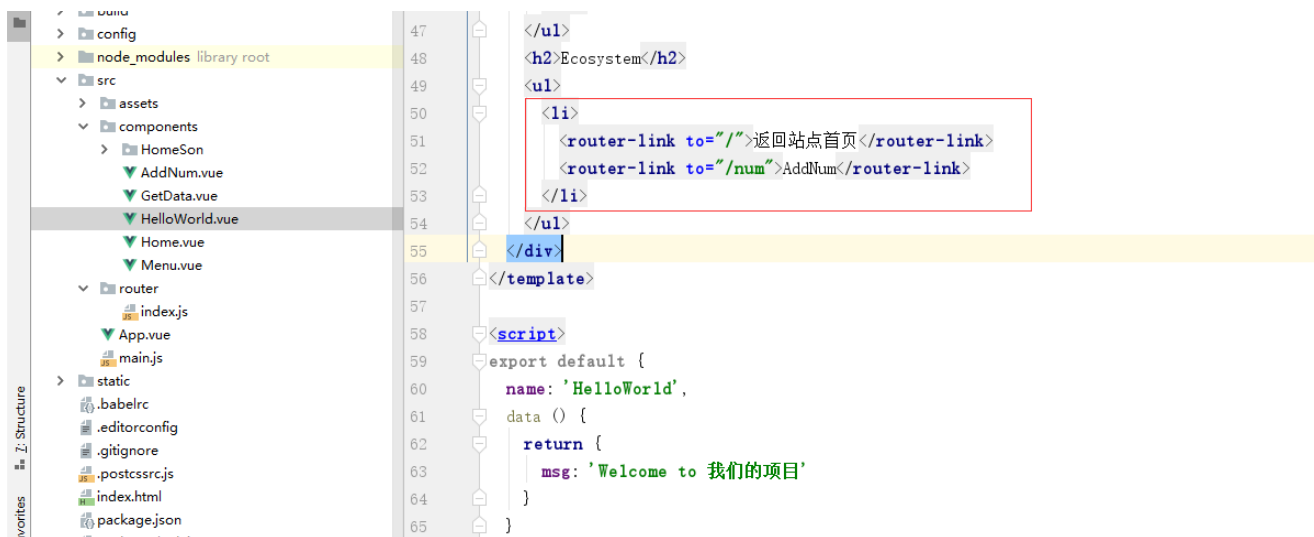 build
config
node_modules library root
src
assets
components
HomeSon
AddNum.vue
GetData.vue
HelloWorld.vue
Home.vue
Menu.vue
router
index.js
App.vue
main.js
static
.babelrc
.editorconfig
.gitignore
.postcssrc.js
index.html
package.json
7: Structure
47 </ul>
48 <h2>Ecosystem</h2>
49 <ul>
50 <li>
51 <router-link to="/">返回站点首页</router-link>
52 <router-link to="/num">AddNum</router-link>
53 </li>
54 </ul>
55 </div>
56 </template>
57
58 <script>
59 export default {
60 name: 'HelloWorld',
61 data () {
62 return {
63 msg: 'Welcome to 我们的项目'
64 }
65 }